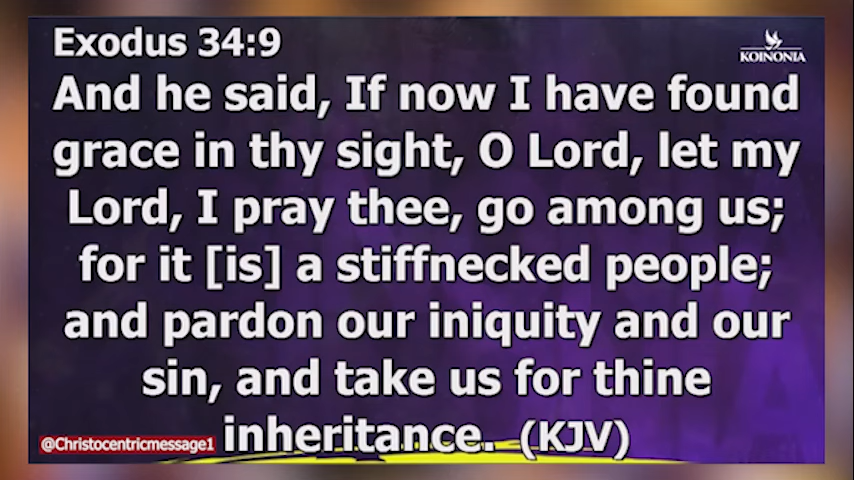 Exodus 34:9
KOINONIA
And he said, If now I have found
grace in thy sight, O Lord, let my
Lord, I pray thee, go among us;
for it [is] a stiffnecked people;
and pardon our iniquity and our
sin, and take us for thine
inheritance. (KJV)
@Christocentricmessage1